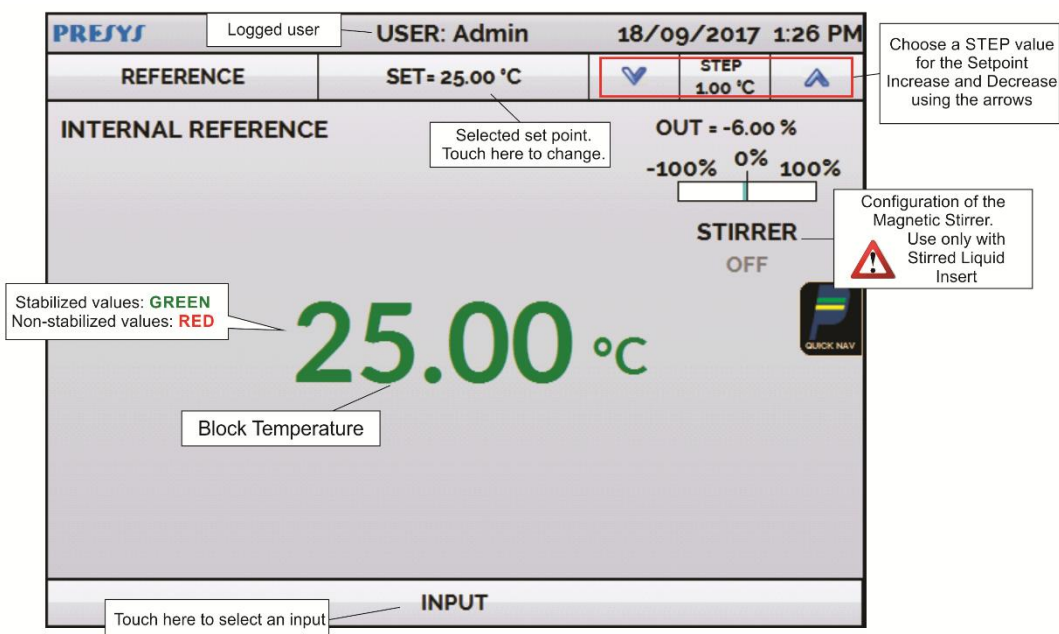 PRESYS
Logged user
USER: Admin
18/09/2017 1:26 PM
REFERENCE
SET= 25.00 °C
STEP
1.00 °C
Choose a STEP value
for the Setpoint
Increase and Decrease
using the arrows
INTERNAL REFERENCE
Selected set point.
Touch here to change.
OUT = -6.00 %
-100% 0% 100%
Configuration of the
Magnetic Stirrer.
Use only with
Stirred Liquid
Insert
STIRRER
OFF
Stabilized values: GREEN
Non-stabilized values: RED
25.00 °C
QUICK NAV
Block Temperature
INPUT
Touch here to select an input